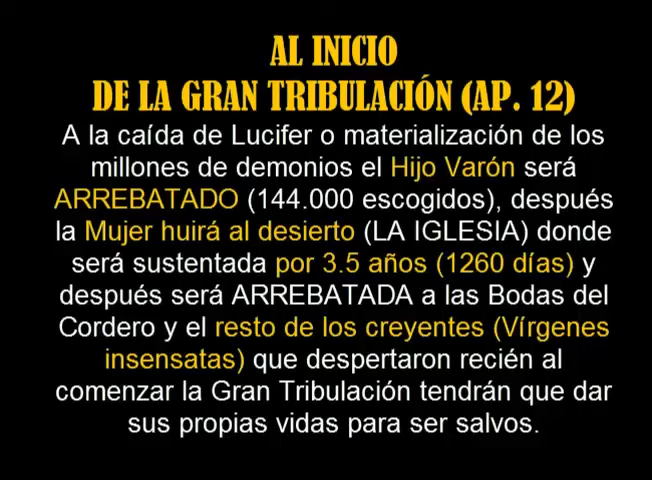 AL INICIO
DE LA GRAN TRIBULACIÓN (AP. 12)
A la caída de Lucifer o materialización de los
millones de demonios el Hijo Varón será
ARREBATADO (144.000 escogidos), después
la Mujer huirá al desierto (LA IGLESIA) donde
será sustentada por 3.5 años (1260 días) y
después será ARREBATADA a las Bodas del
Cordero y el resto de los creyentes (Vírgenes
insensatas) que despertaron recién al
comenzar la Gran Tribulación tendrán que dar
sus propias vidas para ser salvos.